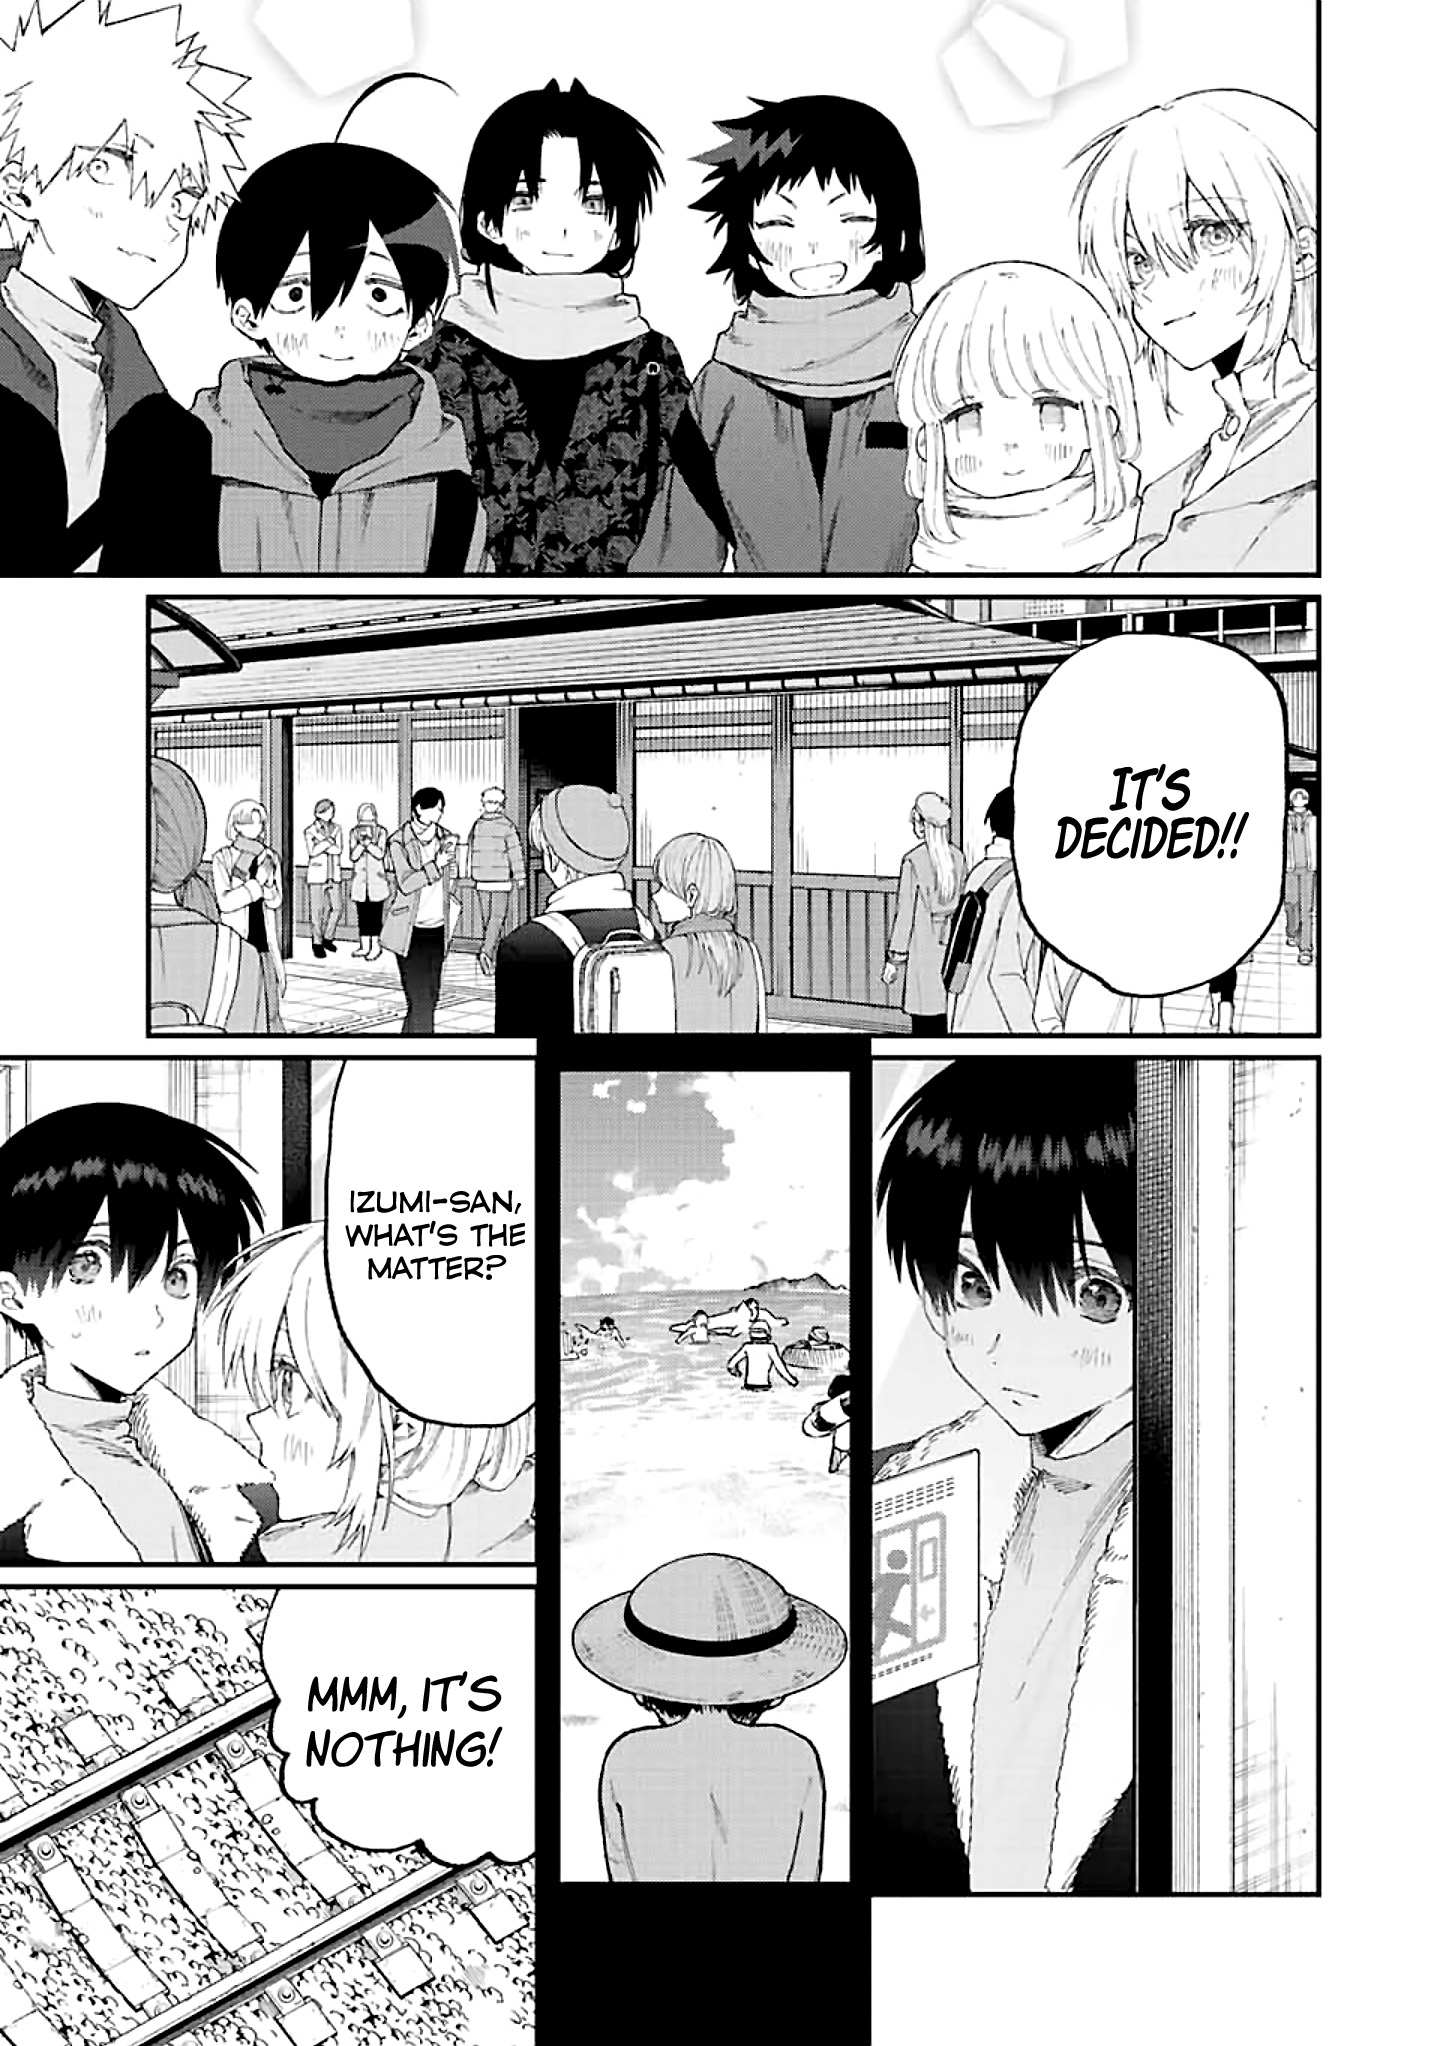 IT'S
DECIDED!!
IZUMI-SAN,
WHAT'S THE
MATTER?
MMM, IT'S
NOTHING!